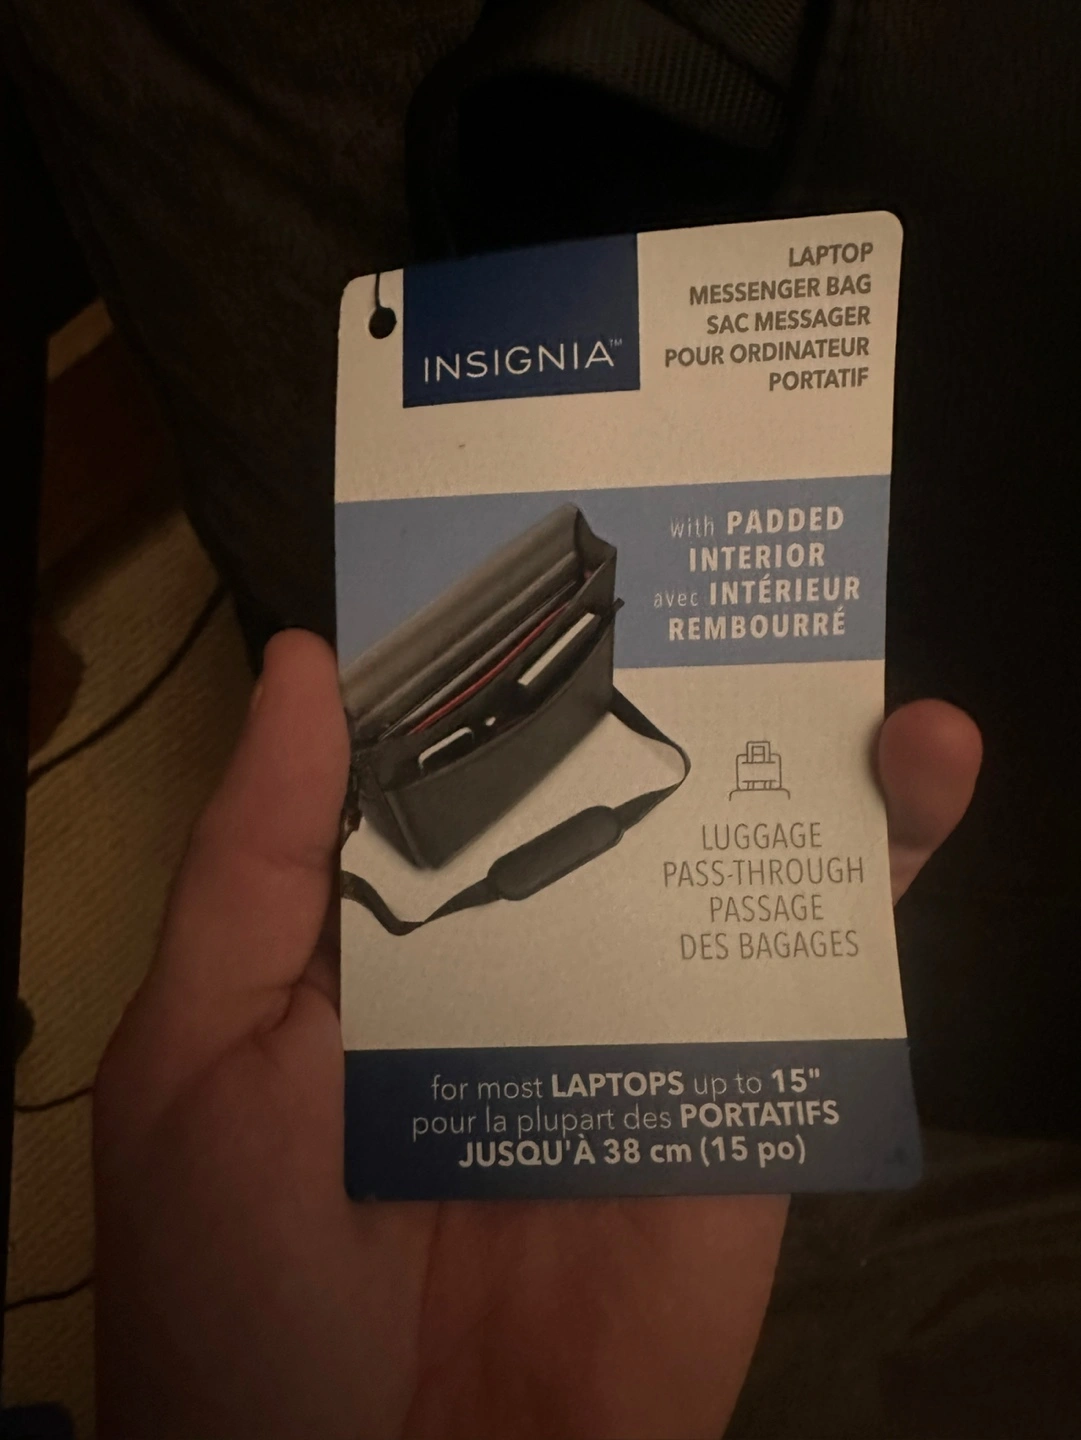 INSIGNIA™
LAPTOP
MESSENGER BAG
SAC MESSAGER
POUR ORDINATEUR
PORTATIF
with PADDED
INTERIOR
avec INTÉRIEUR
REMBOURRÉ
LUGGAGE
PASS-THROUGH
PASSAGE
DES BAGAGES
for most LAPTOPS up to 15"
pour la plupart des PORTATIFS
JUSQU'À 38 cm (15 po)